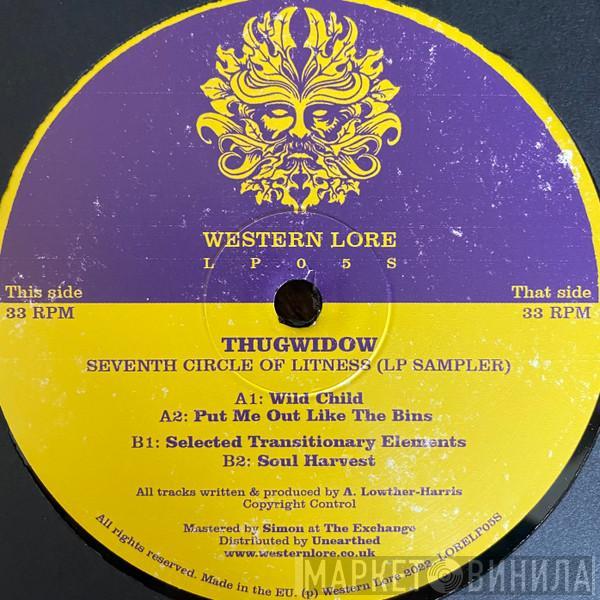 WESTERN LORE
LP05S
This side
33 RPM
That side
33 RPM
THUGWIDOW
SEVENTH CIRCLE OF LITNESS (LP SAMPLER)
A1: Wild Child
A2: Put Me Out Like The Bins
B1: Selected Transitionary Elements
B2: Soul Harvest
All tracks written & produced by A. Lowther-Harris
Copyright Control
Mastered by Simon at The Exchange
Distributed by Unearthed
www.westernlore.co.uk
All rights reserved. Made in the EU. (p) Western Lore 2022. LORELP05S
МАРКЕТ ВИНИЛА